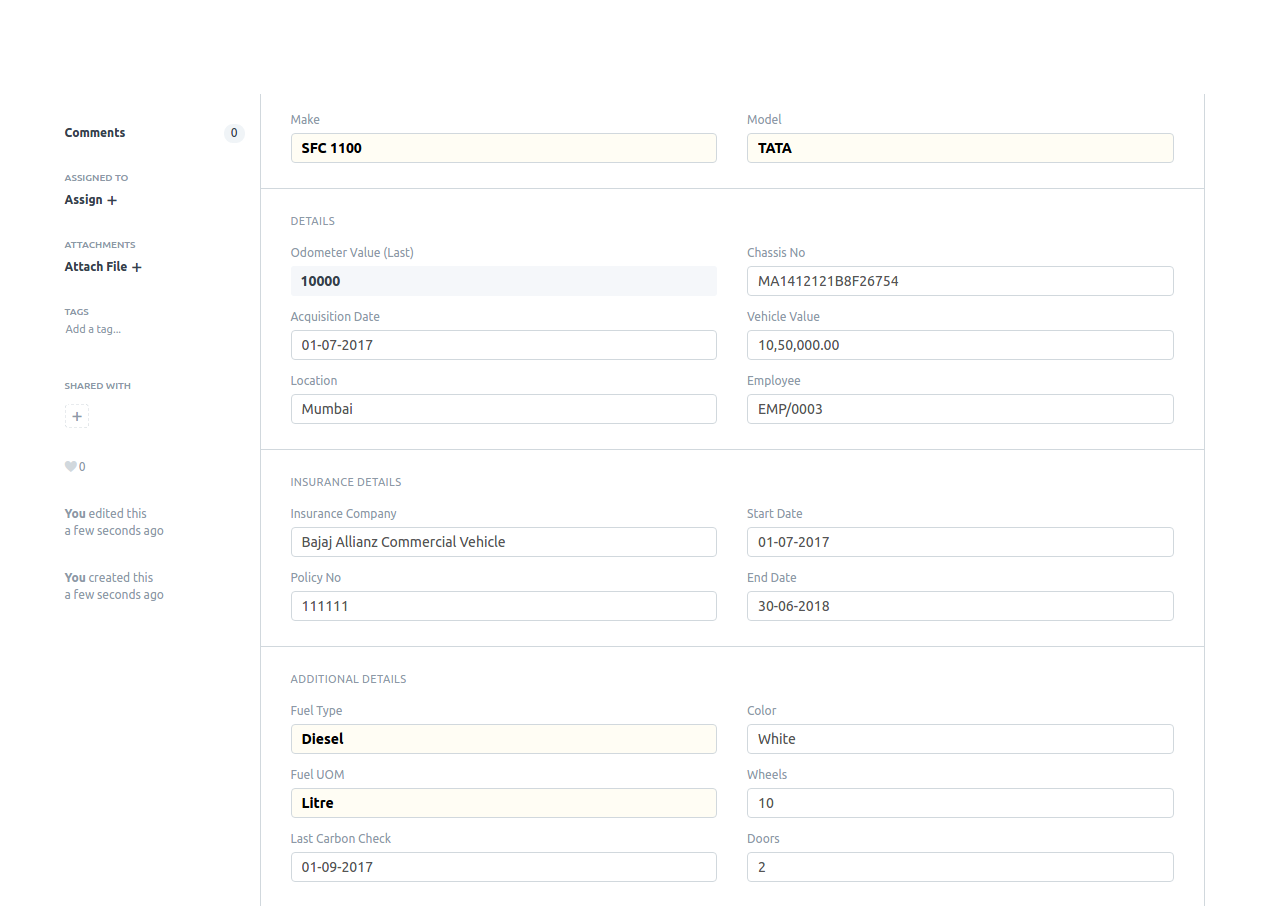 Comments 0
ASSIGNED TO
Assign +
ATTACHMENTS
Attach File +
TAGS
Add a tag...
SHARED WITH
+
0
You edited this
a few seconds ago
You created this
a few seconds ago
Make
SFC 1100
Model
TATA
DETAILS
Odometer Value (Last)
10000
Acquisition Date
01-07-2017
Location
Mumbai
Chassis No
MA1412121B8F26754
Vehicle Value
10,50,000.00
Employee
EMP/0003
INSURANCE DETAILS
Insurance Company
Bajaj Allianz Commercial Vehicle
Policy No
111111
Start Date
01-07-2017
End Date
30-06-2018
ADDITIONAL DETAILS
Fuel Type
Diesel
Fuel UOM
Litre
Last Carbon Check
01-09-2017
Color
White
Wheels
10
Doors
2